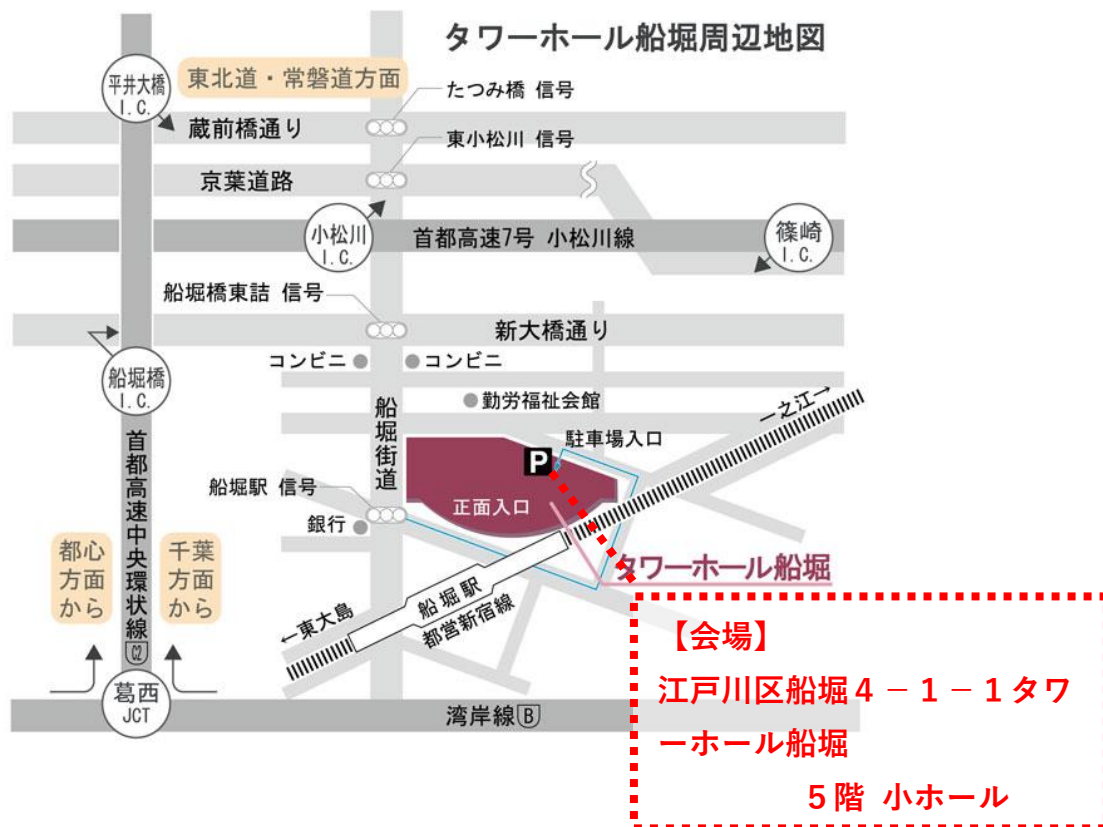 タワーホール船堀周辺地図
平井大橋
I.C.
東北道・常磐道方面
たつみ橋 信号
蔵前橋通り
東小松川 信号
京葉道路
小松川
I.C.
首都高速7号 小松川線
篠崎
I.C.
船堀橋東詰 信号
新大橋通り
コンビニ
コンビニ
船堀橋
I.C.
勤労福祉会館
一之江→
船堀街道
駐車場入口
P
首都高速中央環状線
C2
船堀駅 信号
正面入口
銀行
都心
方面
から
千葉
方面
から
タワーホール船堀
船堀駅
←東大島
都営新宿線
葛西
JCT
湾岸線 B
【会場】
江戸川区船堀４－１－１タワ
ーホール船堀
５階 小ホール